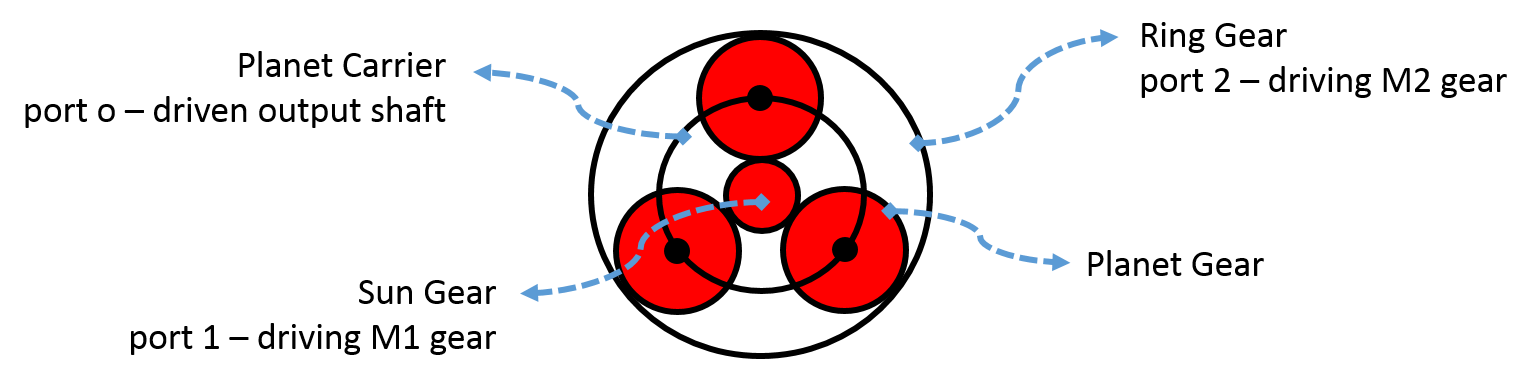 Planet Carrier
port o – driven output shaft
Ring Gear
port 2 – driving M2 gear
Sun Gear
port 1 – driving M1 gear
Planet Gear